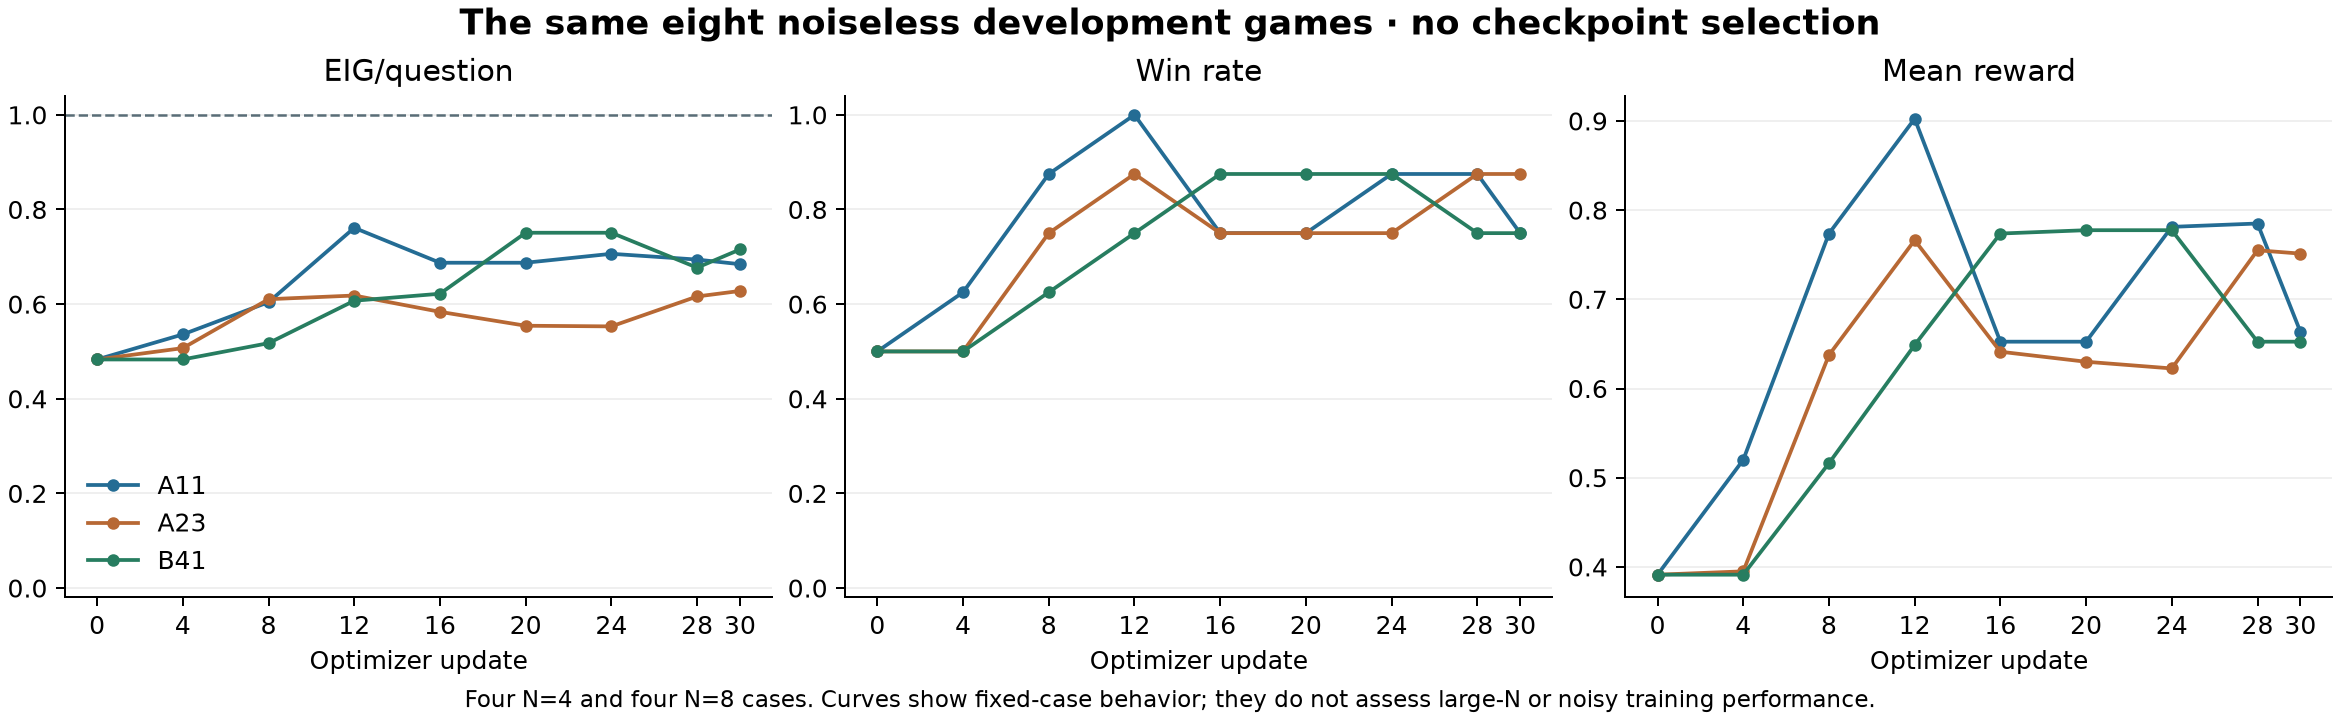 The same eight noiseless development games · no checkpoint selection
EIG/question
1.0
0.8
0.6
0.4
0.2
0.0
A11
A23
B41
0 4 8 12 16 20 24 28 30
Optimizer update
Win rate
1.0
0.8
0.6
0.4
0.2
0.0
0 4 8 12 16 20 24 28 30
Optimizer update
Mean reward
0.9
0.8
0.7
0.6
0.5
0.4
0 4 8 12 16 20 24 28 30
Optimizer update
Four N=4 and four N=8 cases. Curves show fixed-case behavior; they do not assess large-N or noisy training performance.